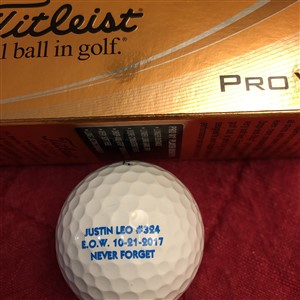 Titleist
ball in golf.
PRO
JUSTIN LEO #324
E.O.W. 10-21-2017
NEVER FORGET